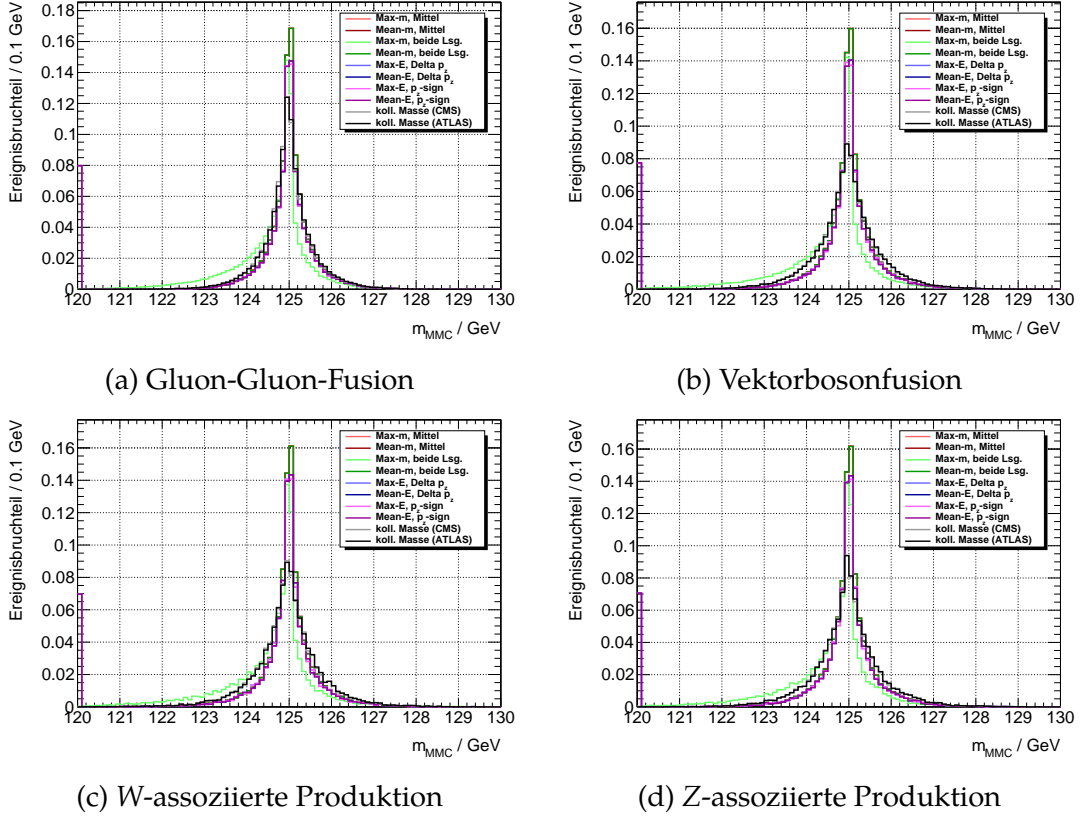 Ereignisbruchteil / 0.1 GeV
0.16
0.14
0.12
0.1
0.08
0.06
0.04
0.02
0
120 121 122 123 124 125 126 127 128 129 130
m_MMC / GeV
Max-m, Mittel
Mean-m, Mittel
Max-m, beide Lsg.
Mean-m, beide Lsg.
Max-E, Delta p_z
Mean-E, Delta p_z
Max-E, p_z-sign
Mean-E, p_z-sign
koll. Masse (CMS)
koll. Masse (ATLAS)
(a) Gluon-Gluon-Fusion
Ereignisbruchteil / 0.1 GeV
0.16
0.14
0.12
0.1
0.08
0.06
0.04
0.02
0
120 121 122 123 124 125 126 127 128 129 130
m_MMC / GeV
Max-m, Mittel
Mean-m, Mittel
Max-m, beide Lsg.
Mean-m, beide Lsg.
Max-E, Delta p_z
Mean-E, Delta p_z
Max-E, p_z-sign
Mean-E, p_z-sign
koll. Masse (CMS)
koll. Masse (ATLAS)
(b) Vektorbosonfusion
Ereignisbruchteil / 0.1 GeV
0.16
0.14
0.12
0.1
0.08
0.06
0.04
0.02
0
120 121 122 123 124 125 126 127 128 129 130
m_MMC / GeV
Max-m, Mittel
Mean-m, Mittel
Max-m, beide Lsg.
Mean-m, beide Lsg.
Max-E, Delta p_z
Mean-E, Delta p_z
Max-E, p_z-sign
Mean-E, p_z-sign
koll. Masse (CMS)
koll. Masse (ATLAS)
(c) W-assoziierte Produktion
Ereignisbruchteil / 0.1 GeV
0.16
0.14
0.12
0.1
0.08
0.06
0.04
0.02
0
120 121 122 123 124 125 126 127 128 129 130
m_MMC / GeV
Max-m, Mittel
Mean-m, Mittel
Max-m, beide Lsg.
Mean-m, beide Lsg.
Max-E, Delta p_z
Mean-E, Delta p_z
Max-E, p_z-sign
Mean-E, p_z-sign
koll. Masse (CMS)
koll. Masse (ATLAS)
(d) Z-assoziierte Produktion